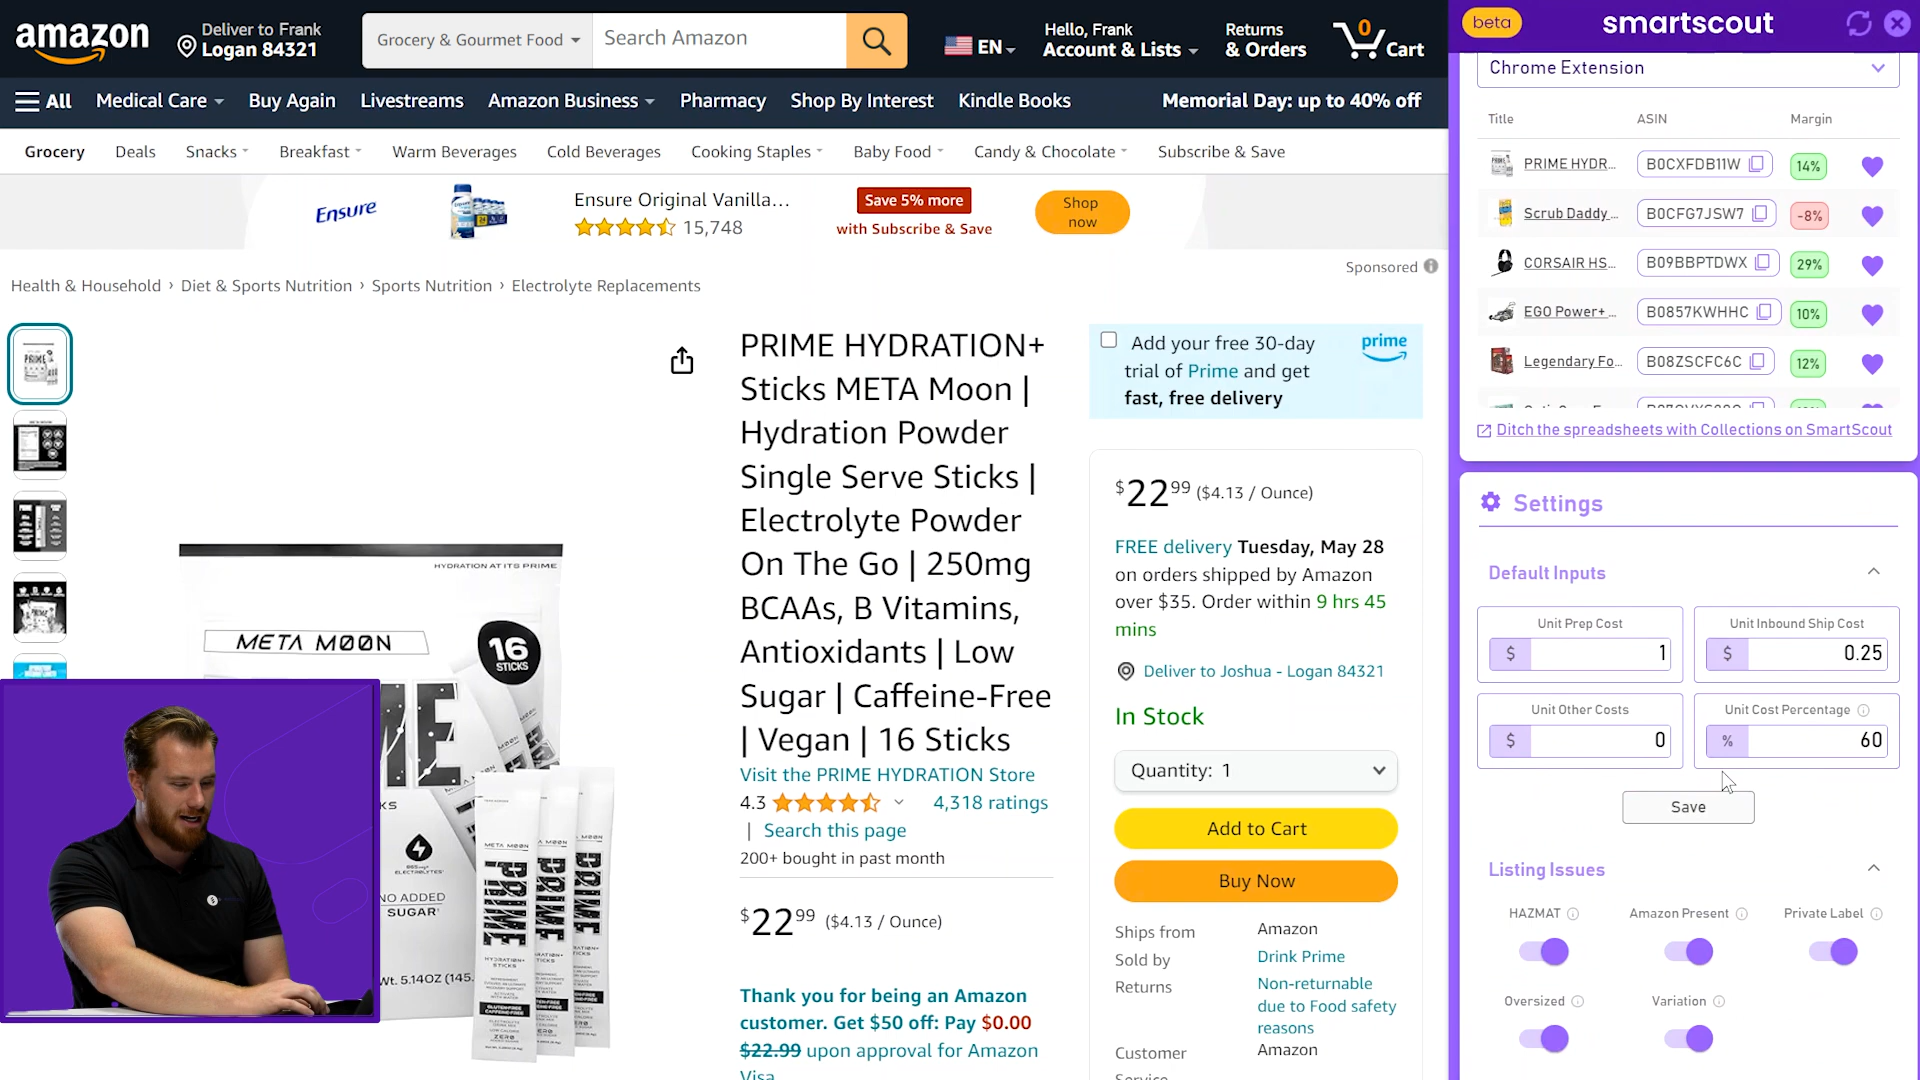 amazon
Deliver to Frank
Logan 84321
Grocery & Gourmet Food
Search Amazon
EN
Hello, Frank
Account & Lists
Returns
& Orders
0
Cart
All
Medical Care
Buy Again
Livestreams
Amazon Business
Pharmacy
Shop By Interest
Kindle Books
Memorial Day: up to 40% off
Grocery
Deals
Snacks
Breakfast
Warm Beverages
Cold Beverages
Cooking Staples
Baby Food
Candy & Chocolate
Subscribe & Save
Ensure
Ensure Original Vanilla...
15,748
Save 5% more
with Subscribe & Save
Shop
now
Sponsored
Health & Household › Diet & Sports Nutrition › Sports Nutrition › Electrolyte Replacements
HYDRATION AT ITS PRIME
META MOON
16
STICKS
NO ADDED
SUGAR
PRIME HYDRATION+
Sticks META Moon |
Hydration Powder
Single Serve Sticks |
Electrolyte Powder
On The Go | 250mg
BCAAs, B Vitamins,
Antioxidants | Low
Sugar | Caffeine-Free
| Vegan | 16 Sticks
Visit the PRIME HYDRATION Store
4.3
4,318 ratings
| Search this page
200+ bought in past month
$22 99 ($4.13 / Ounce)
Thank you for being an Amazon
customer. Get $50 off: Pay $0.00
$22.99 upon approval for Amazon
Visa.
Add your free 30-day
trial of Prime and get
fast, free delivery
prime
$22 99 ($4.13 / Ounce)
FREE delivery Tuesday, May 28
on orders shipped by Amazon
over $35. Order within 9 hrs 45
mins
Deliver to Joshua - Logan 84321
In Stock
Quantity: 1
Add to Cart
Buy Now
Ships from
Amazon
Sold by
Drink Prime
Returns
Non-returnable
due to Food safety
reasons
Customer
Amazon
Service
beta
smartscout
Chrome Extension
Title
ASIN
Margin
PRIME HYDR...
B0CXFDB11W
14%
Scrub Daddy...
B0CFG7JSW7
-8%
CORSAIR HS...
B09BBPTDWX
29%
EGO Power+ ...
B0857KWHHC
10%
Legendary Fo...
B08ZSCFC6C
12%
Ditch the spreadsheets with Collections on SmartScout
Settings
Default Inputs
Unit Prep Cost
$ 1
Unit Inbound Ship Cost
$ 0.25
Unit Other Costs
$ 0
Unit Cost Percentage
% 60
Save
Listing Issues
HAZMAT
Amazon Present
Private Label
Oversized
Variation